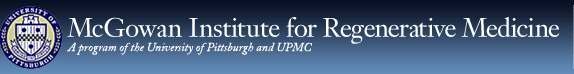 UNIVERSITY OF
PITTSBURGH
McGowan Institute for Regenerative Medicine
A program of the University of Pittsburgh and UPMC